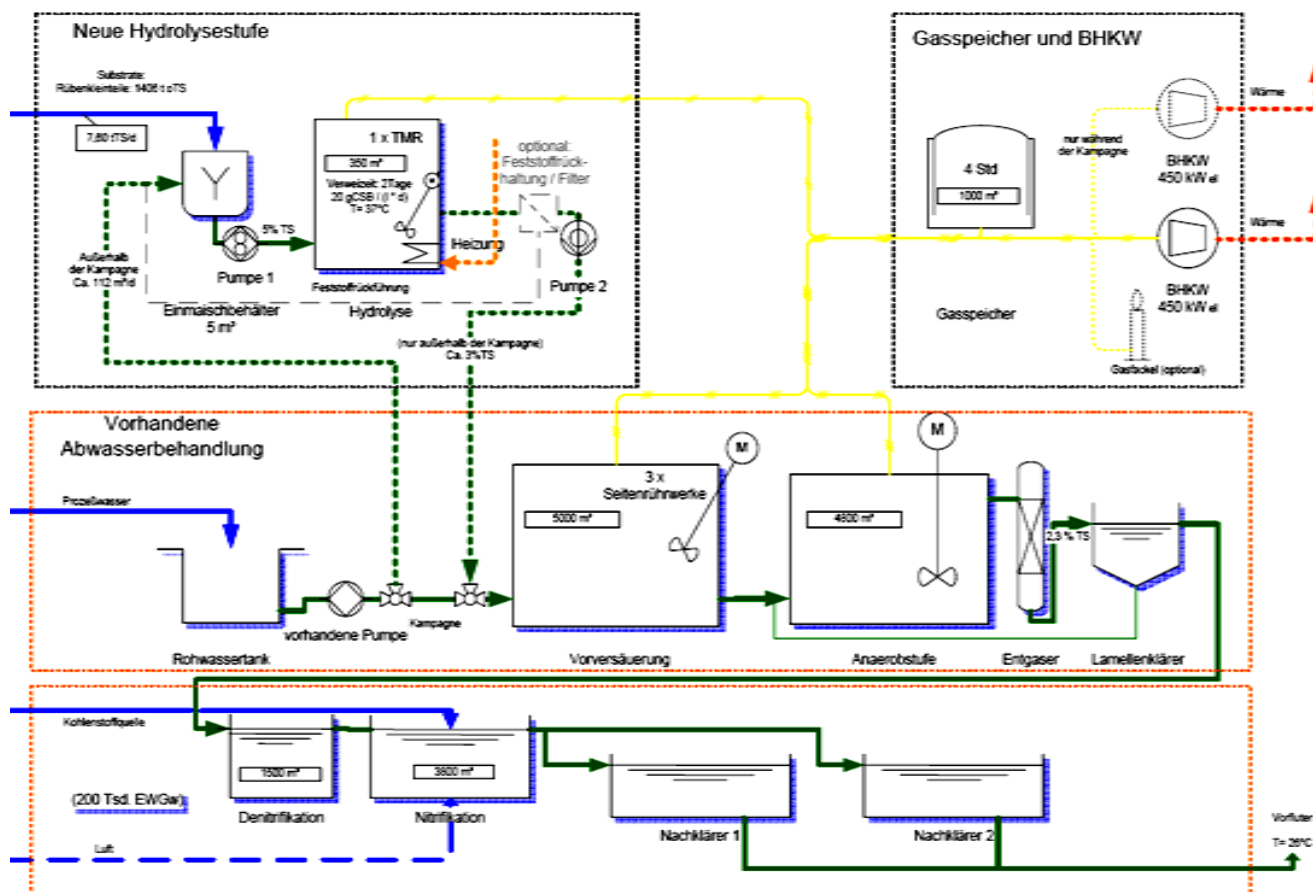 Neue Hydrolysestufe
Substrate:
Rübenkleinteile: 1406 t oTS
7,60 tTS/d
1 x TMR
350 m³
Verweizeit: 2Tage
20 gCSB / (l * d)
T= 37°C
optional:
Feststoffrück-
haltung / Filter
5% TS
Heizung
Pumpe 1
Pumpe 2
Außerhalb
der Kampagne
Ca. 112 m³/d
Feststoffrückführung
Einmaischbehälter
5 m³
Hydrolyse
(nur außerhalb der Kampagne)
Ca. 3%TS
Gasspeicher und BHKW
4 Std
1000 m³
Gasspeicher
nur während
der Kampagne
Wärme
BHKW
450 kW el
Wärme
BHKW
450 kW el
Gasfackel (optional)
Vorhandene
Abwasserbehandlung
Prozeßwasser
M
3 x
Seitenrührwerke
5000 m³
M
4800 m³
2,3 % TS
vorhandene Pumpe
Kampagne
Rohwassertank
Vorversäuerung
Anaerobstufe
Entgaser
Lamellenklärer
Kohlenstoffquelle
1500 m³
3600 m³
(200 Tsd. EWGw)
Denitrifikation
Nitrifikation
Luft
Nachklärer 1
Nachklärer 2
Vorfluter
T= 26°C